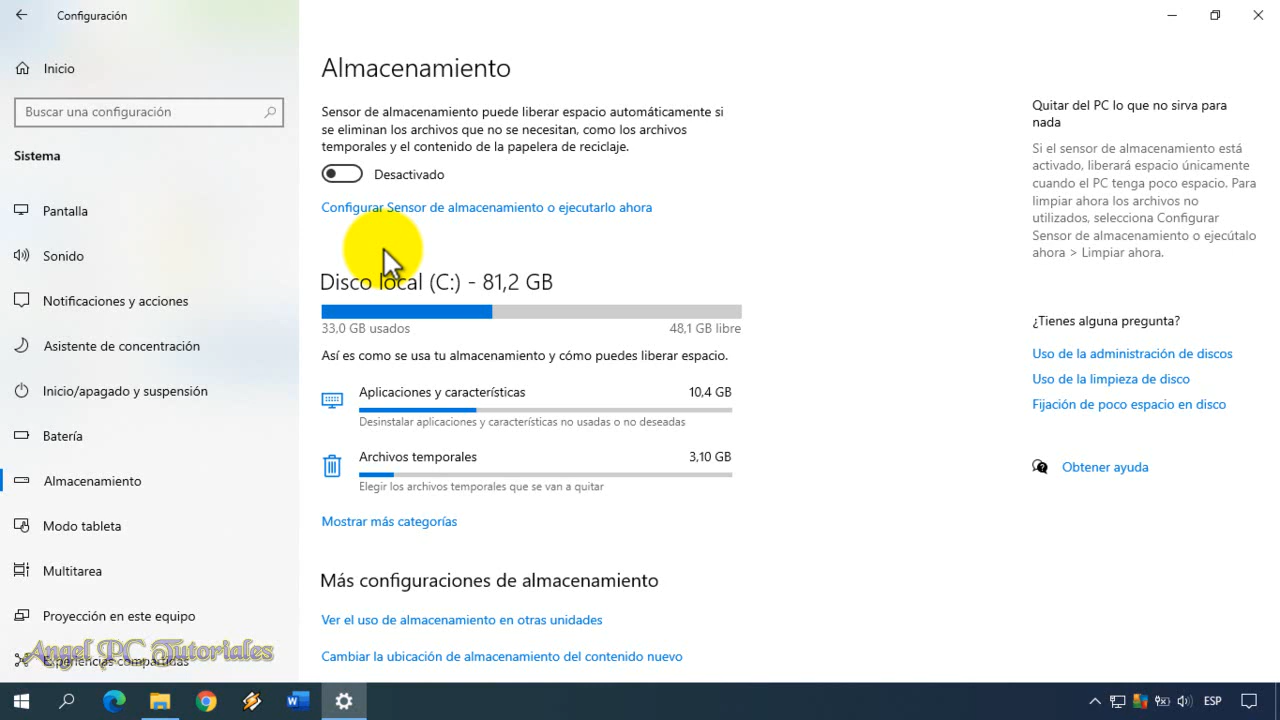 Configuración
Inicio
Buscar una configuración
Sistema
Pantalla
Sonido
Notificaciones y acciones
Asistente de concentración
Inicio/apagado y suspensión
Batería
Almacenamiento
Modo tableta
Multitarea
Proyección en este equipo
Experiencias compartidas
Angel PC Tutoriales
Almacenamiento
Sensor de almacenamiento puede liberar espacio automáticamente si
se eliminan los archivos que no se necesitan, como los archivos
temporales y el contenido de la papelera de reciclaje.
Desactivado
Configurar Sensor de almacenamiento o ejecutarlo ahora
Disco local (C:) - 81,2 GB
33,0 GB usados 48,1 GB libre
Así es como se usa tu almacenamiento y cómo puedes liberar espacio.
Aplicaciones y características 10,4 GB
Desinstalar aplicaciones y características no usadas o no deseadas
Archivos temporales 3,10 GB
Elegir los archivos temporales que se van a quitar
Mostrar más categorías
Más configuraciones de almacenamiento
Ver el uso de almacenamiento en otras unidades
Cambiar la ubicación de almacenamiento del contenido nuevo
Quitar del PC lo que no sirva para
nada
Si el sensor de almacenamiento está
activado, liberará espacio únicamente
cuando el PC tenga poco espacio. Para
limpiar ahora los archivos no
utilizados, selecciona Configurar
Sensor de almacenamiento o ejecútalo
ahora > Limpiar ahora.
¿Tienes alguna pregunta?
Uso de la administración de discos
Uso de la limpieza de disco
Fijación de poco espacio en disco
Obtener ayuda
ESP